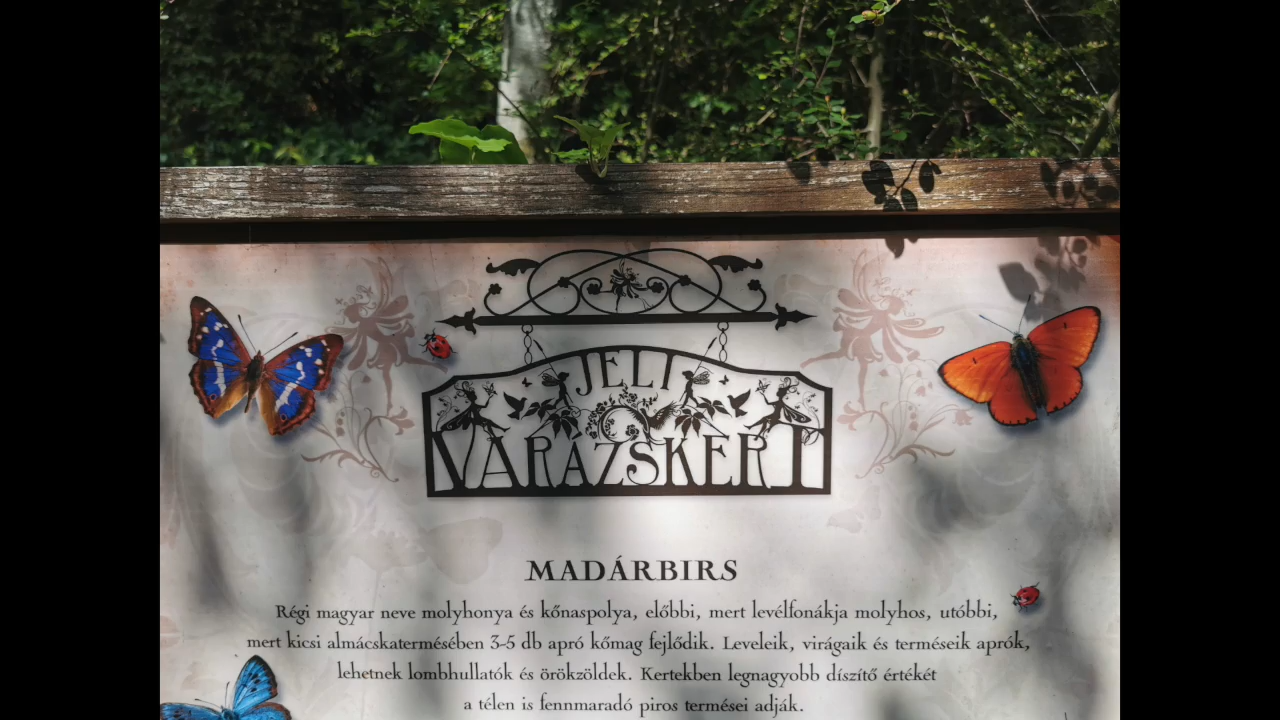 JELI
VARÁZSKERT
MADÁRBIRS
Régi magyar neve molyhonya és kőnaspolya, előbbi, mert levélfonákja molyhos, utóbbi,
mert kicsi almácskatermésében 3-5 db apró kőmag fejlődik. Leveleik, virágaik és terméseik aprók,
lehetnek lombhullatók és örökzöldek. Kertekben legnagyobb díszítő értékét
a télen is fennmaradó piros termései adják.